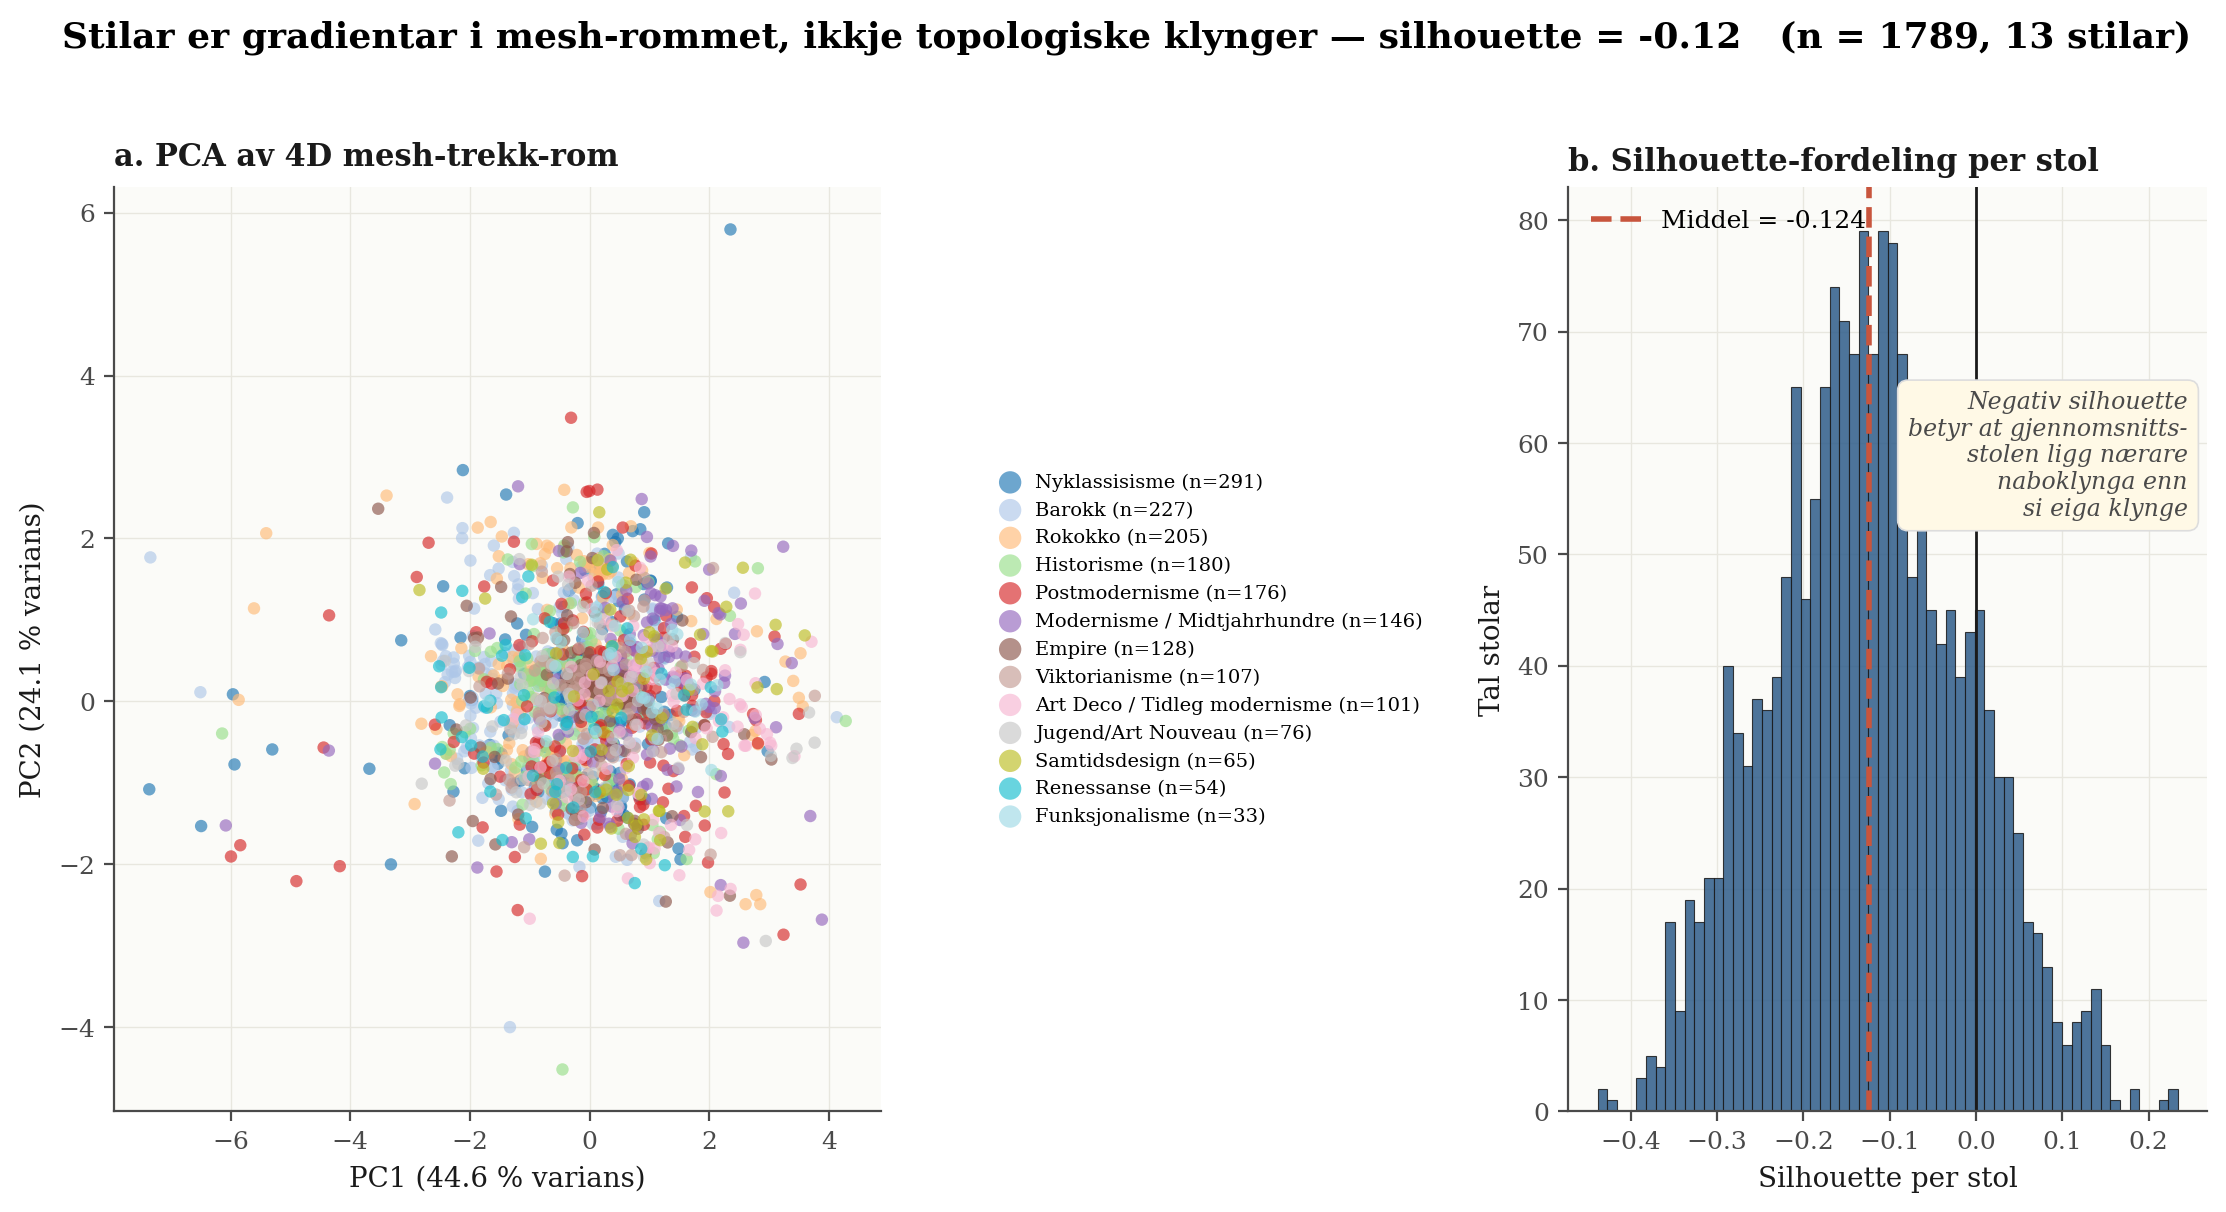 Stilar er gradientar i mesh-rommet, ikkje topologiske klynger — silhouette = -0.12   (n = 1789, 13 stilar)
a. PCA av 4D mesh-trekk-rom
6
4
2
0
−2
−4
PC2 (24.1 % varians)
−6
−4
−2
0
2
4
PC1 (44.6 % varians)
Nyklassisisme (n=291)
Barokk (n=227)
Rokokko (n=205)
Historisme (n=180)
Postmodernisme (n=176)
Modernisme / Midtjahrhundre (n=146)
Empire (n=128)
Viktorianisme (n=107)
Art Deco / Tidleg modernisme (n=101)
Jugend/Art Nouveau (n=76)
Samtidsdesign (n=65)
Renessanse (n=54)
Funksjonalisme (n=33)
b. Silhouette-fordeling per stol
Middel = -0.124
Negativ silhouette
betyr at gjennomsnitts-
stolen ligg nærare
naboklynga enn
si eiga klynge
80
70
60
50
40
30
20
10
0
Tal stolar
−0.4
−0.3
−0.2
−0.1
0.0
0.1
0.2
Silhouette per stol